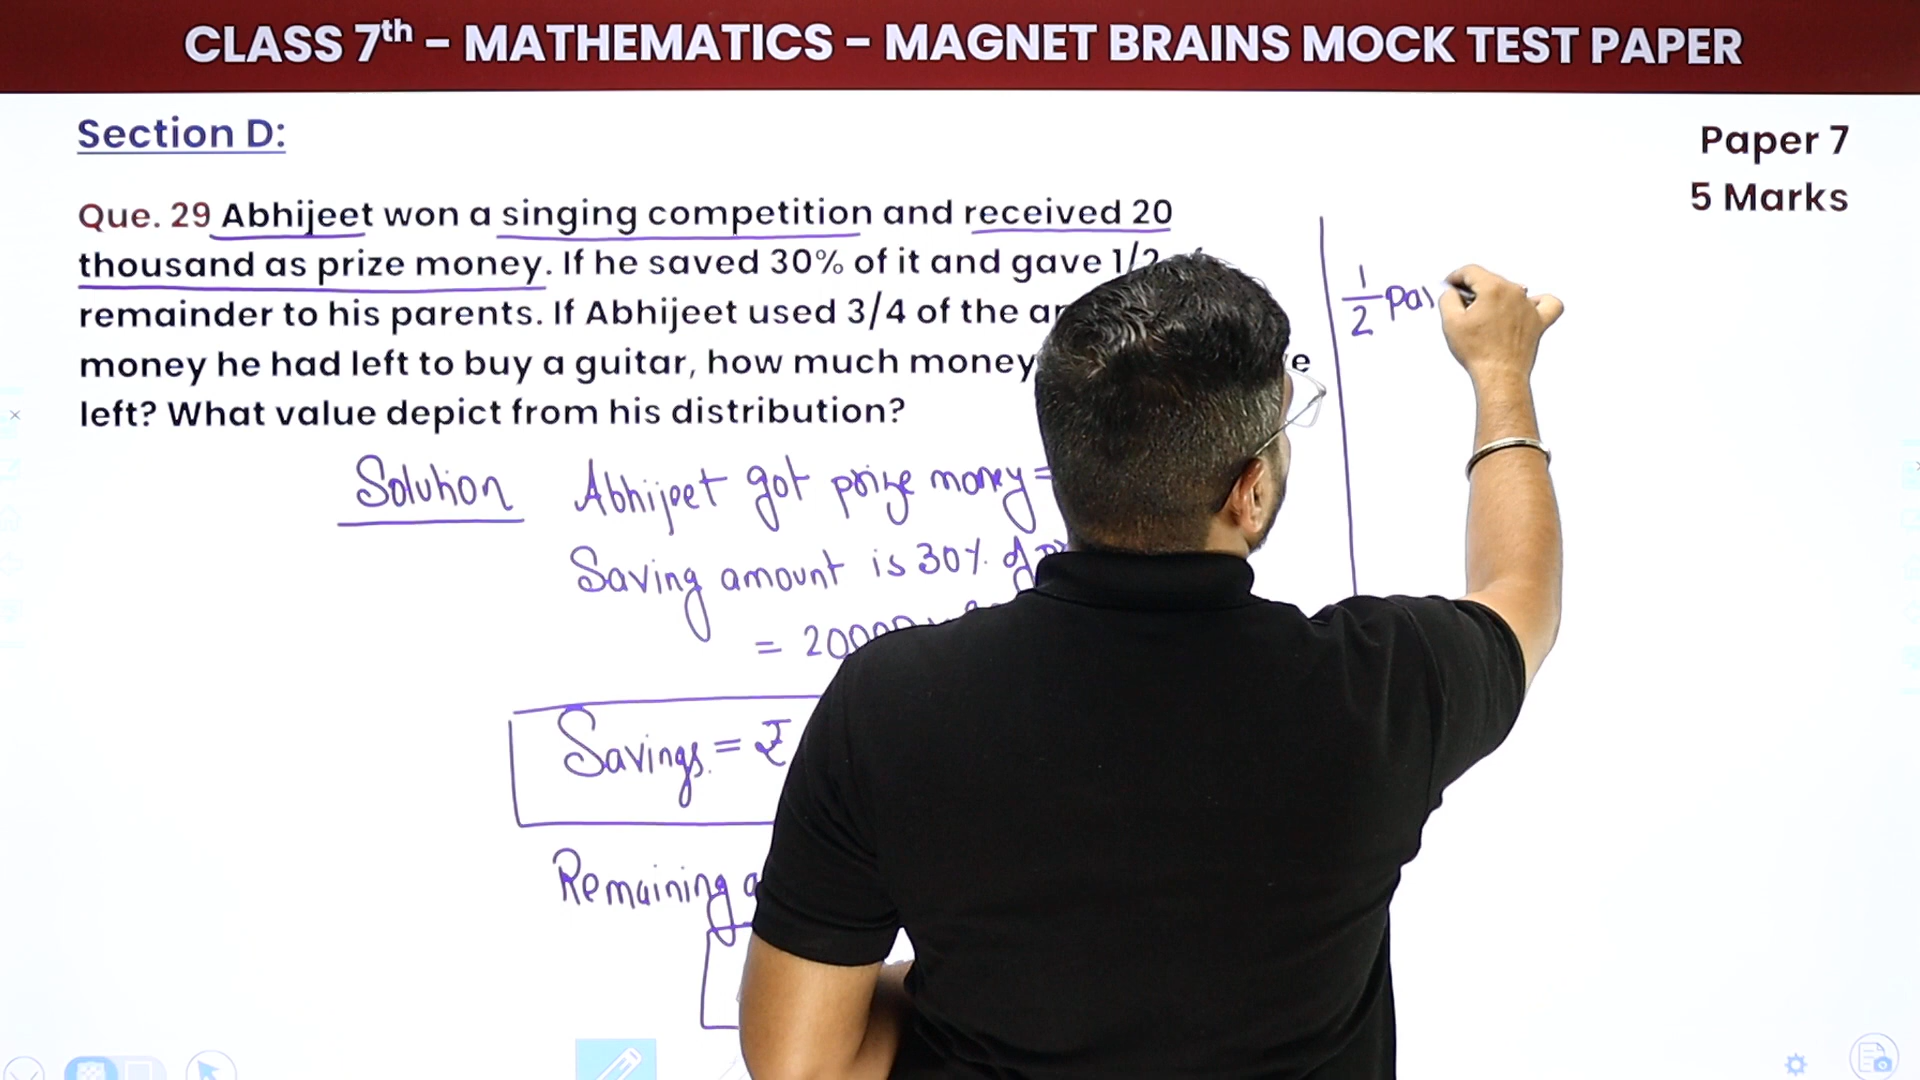 CLASS 7th - MATHEMATICS - MAGNET BRAINS MOCK TEST PAPER
Section D:
Paper 7
5 Marks
Que. 29 Abhijeet won a singing competition and received 20
thousand as prize money. If he saved 30% of it and gave 1/2
remainder to his parents. If Abhijeet used 3/4 of the
money he had left to buy a guitar, how much money
left? What value depict from his distribution?
1/2
Solution
Abhijeet got prize money =
Saving amount is 30% of
= 20000
Savings = ₹
Remaining